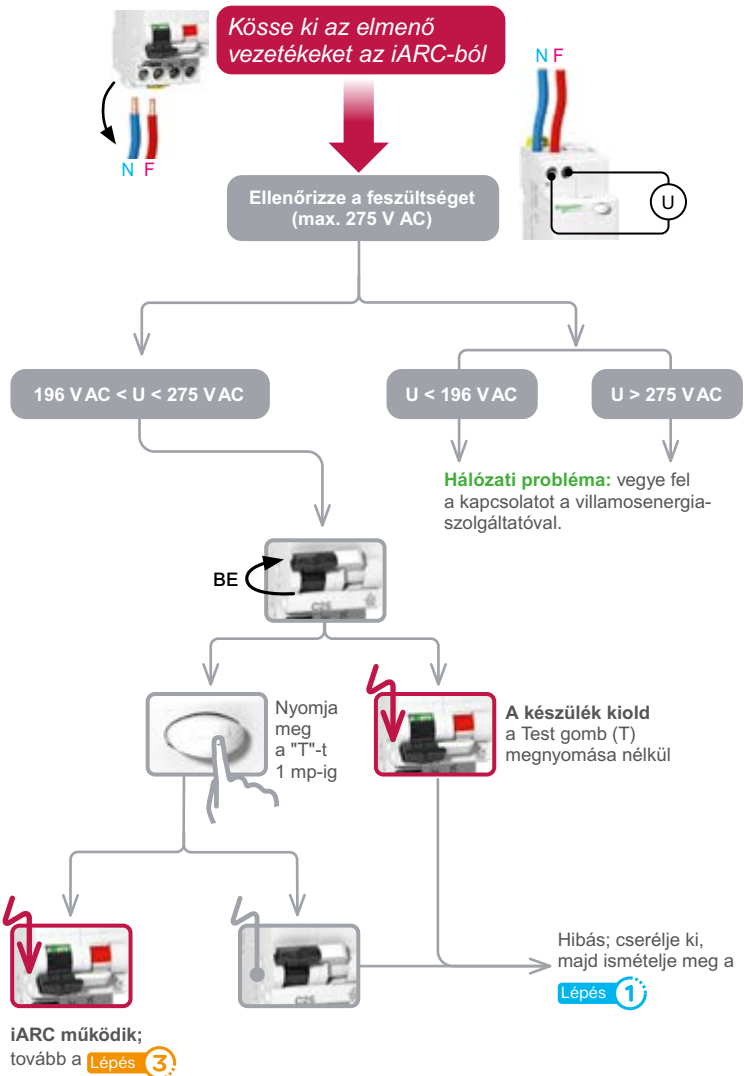 Kösse ki az elmenő
vezetékeket az iARC-ból
N F
N F
U
Ellenőrizze a feszültséget
(max. 275 V AC)
196 V AC < U < 275 V AC
U < 196 VAC
U > 275 VAC
Hálózati probléma: vegye fel
a kapcsolatot a villamosenergia-
szolgáltatóval.
BE
C25
Nyomja
meg
a "T"-t
1 mp-ig
A készülék kiold
a Test gomb (T)
megnyomása nélkül
C25
Hibás; cserélje ki,
majd ismételje meg a
Lépés 1
iARC működik;
tovább a Lépés 3